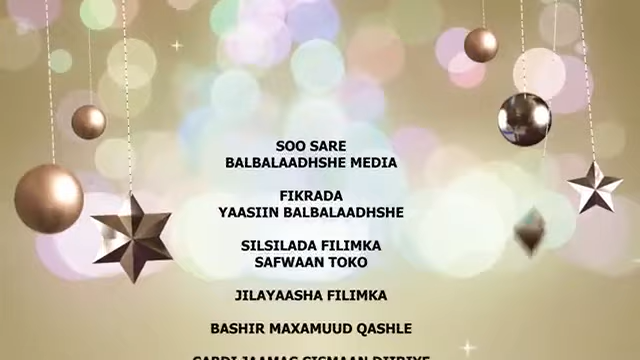 SOO SARE
BALBALAADHSHE MEDIA
FIKRADA
YAASIIN BALBALAADHSHE
SILSILADA FILIMKA
SAFWAAN TOKO
JILAYAASHA FILIMKA
BASHIR MAXAMUUD QASHLE